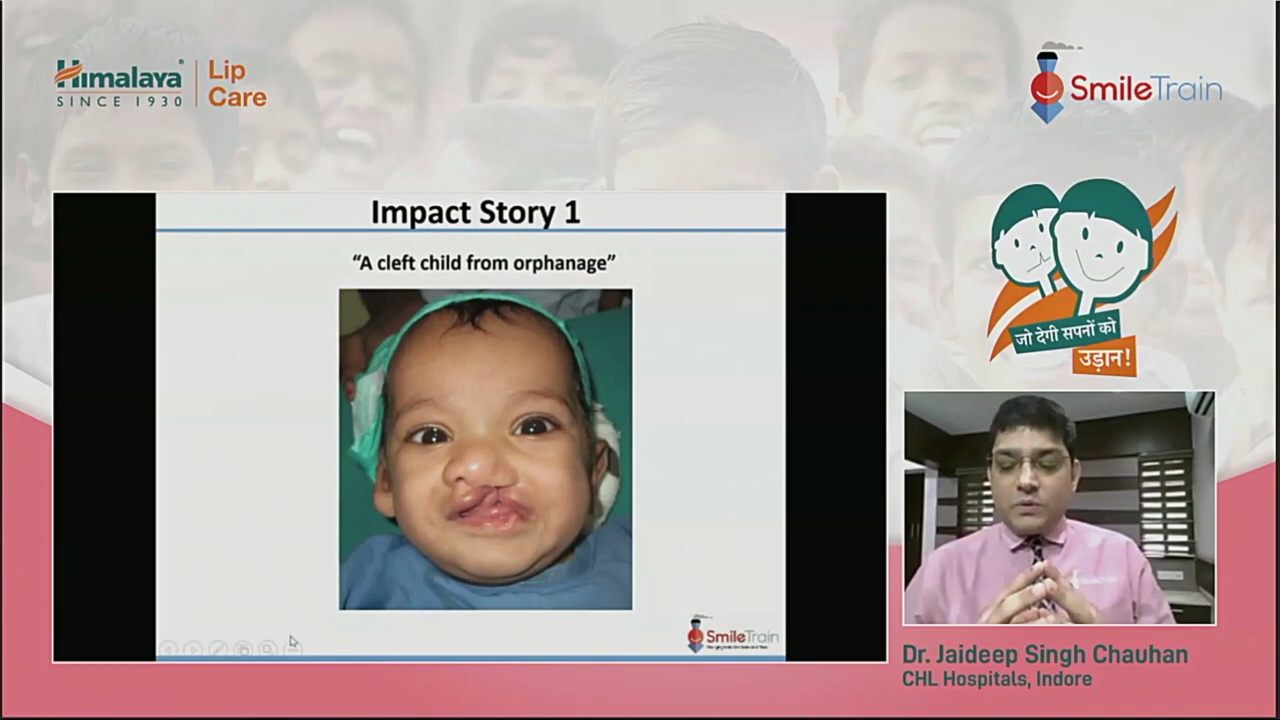 Himalaya
SINCE 1930
Lip
Care
SmileTrain
Impact Story 1
“A cleft child from orphanage”
SmileTrain
जो देगी सपनों को
उड़ान!
Dr. Jaideep Singh Chauhan
CHL Hospitals, Indore